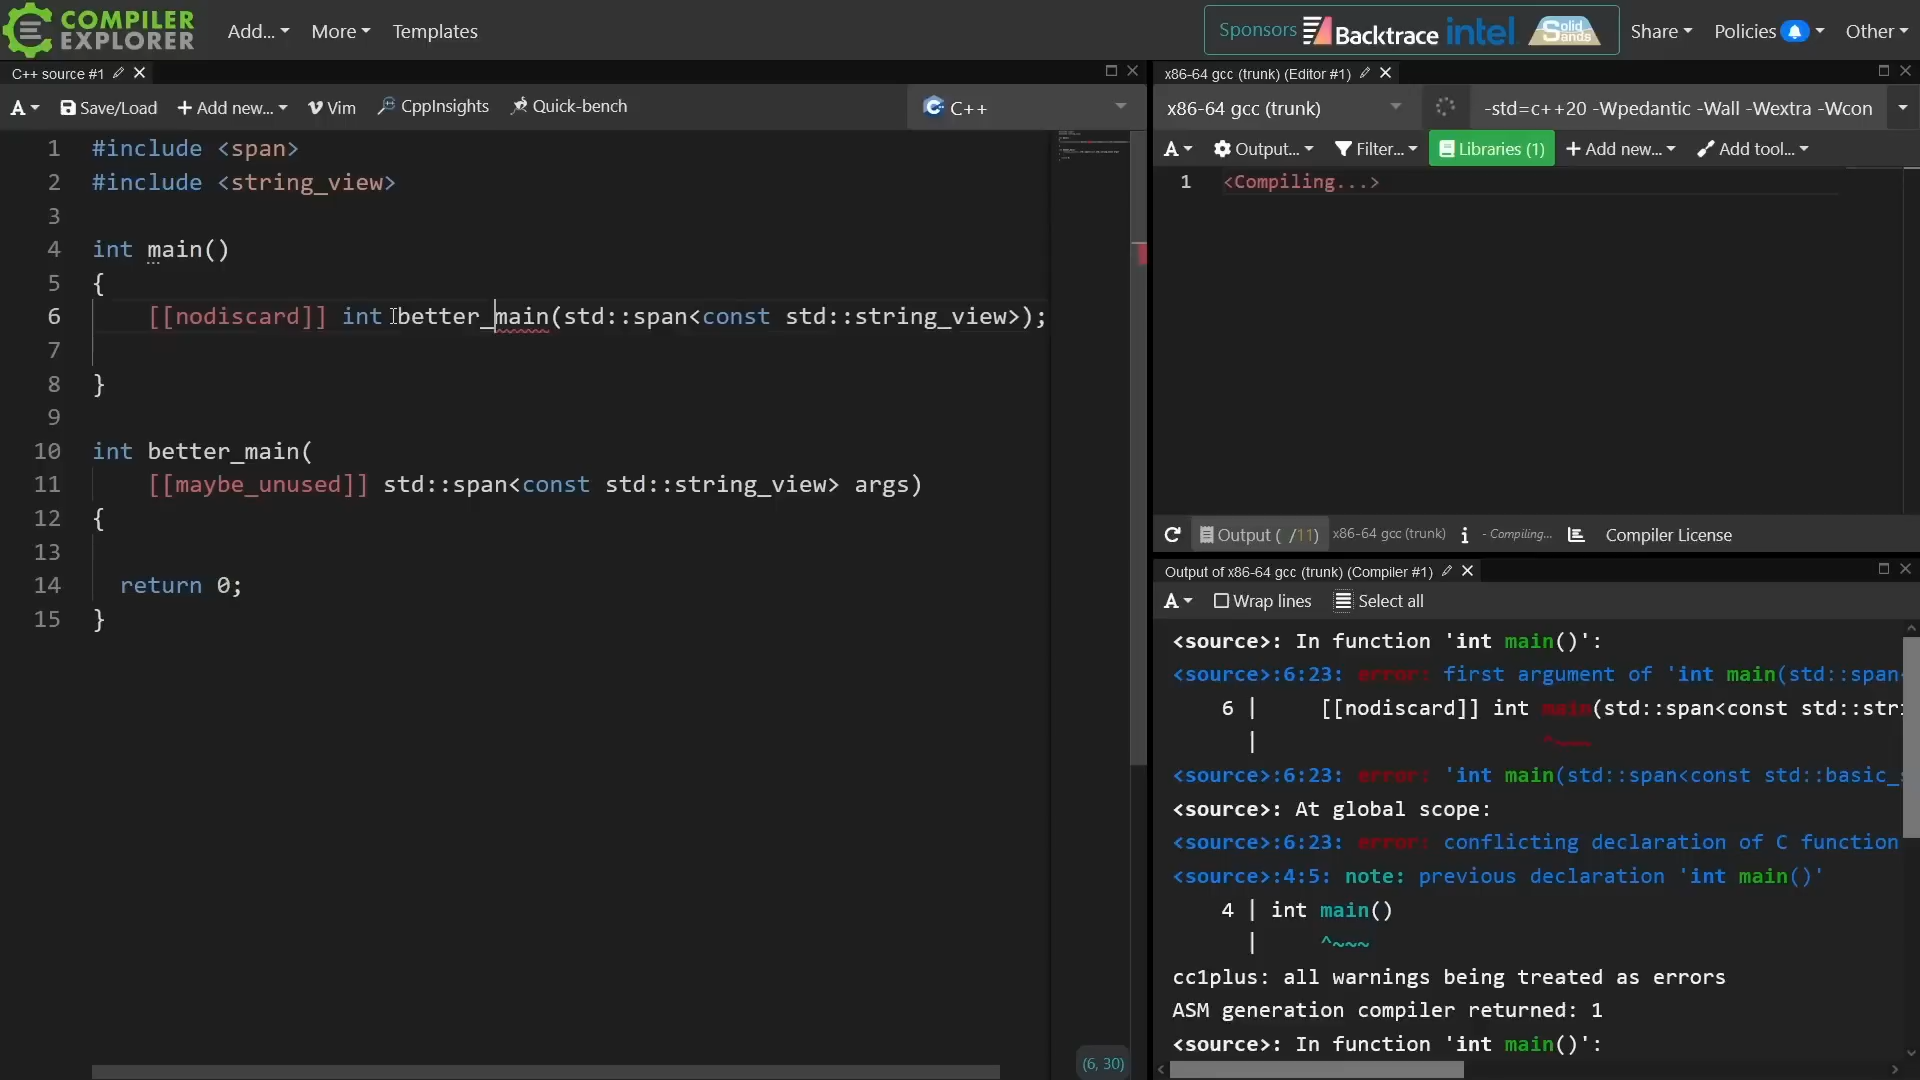 COMPILER
EXPLORER
Add...
More
Templates
Sponsors
Backtrace
intel
Solid
Sands
Share
Policies
Other
C++ source #1
x86-64 gcc (trunk) (Editor #1)
A
Save/Load
+ Add new...
Vim
CppInsights
Quick-bench
C++
x86-64 gcc (trunk)
-std=c++20 -Wpedantic -Wall -Wextra -Wcon
A
Output...
Filter...
Libraries (1)
+ Add new...
Add tool...
1 <Compiling...>
1 #include <span>
2 #include <string_view>
3
4 int main()
5 {
6     [[nodiscard]] int better_main(std::span<const std::string_view>);
7
8 }
9
10 int better_main(
11     [[maybe_unused]] std::span<const std::string_view> args)
12 {
13
14   return 0;
15 }
(6, 30)
Output ( /11)
x86-64 gcc (trunk)
i
- Compiling...
Compiler License
Output of x86-64 gcc (trunk) (Compiler #1)
A
Wrap lines
Select all
<source>: In function 'int main()':
<source>:6:23: error: first argument of 'int main(std::span<
6 |     [[nodiscard]] int main(std::span<const std::str
|                       ^~~~
<source>:6:23: error: 'int main(std::span<const std::basic_
<source>: At global scope:
<source>:6:23: error: conflicting declaration of C function
<source>:4:5: note: previous declaration 'int main()'
4 | int main()
|     ^~~~
cc1plus: all warnings being treated as errors
ASM generation compiler returned: 1
<source>: In function 'int main()':